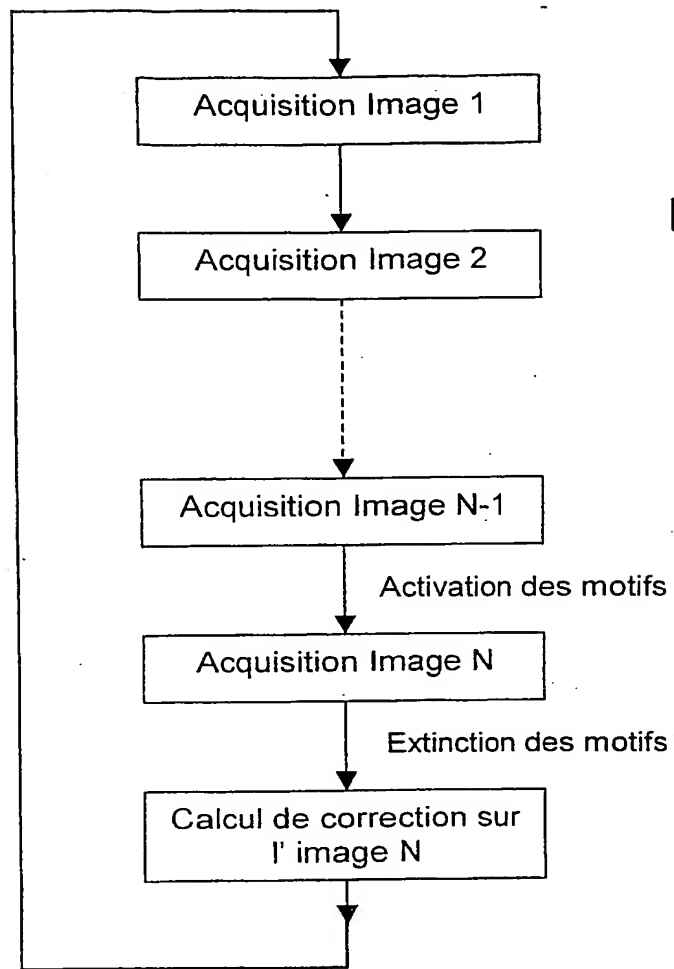 Acquisition Image 1
Acquisition Image 2
Acquisition Image N-1
Activation des motifs
Acquisition Image N
Extinction des motifs
Calcul de correction sur
l' image N